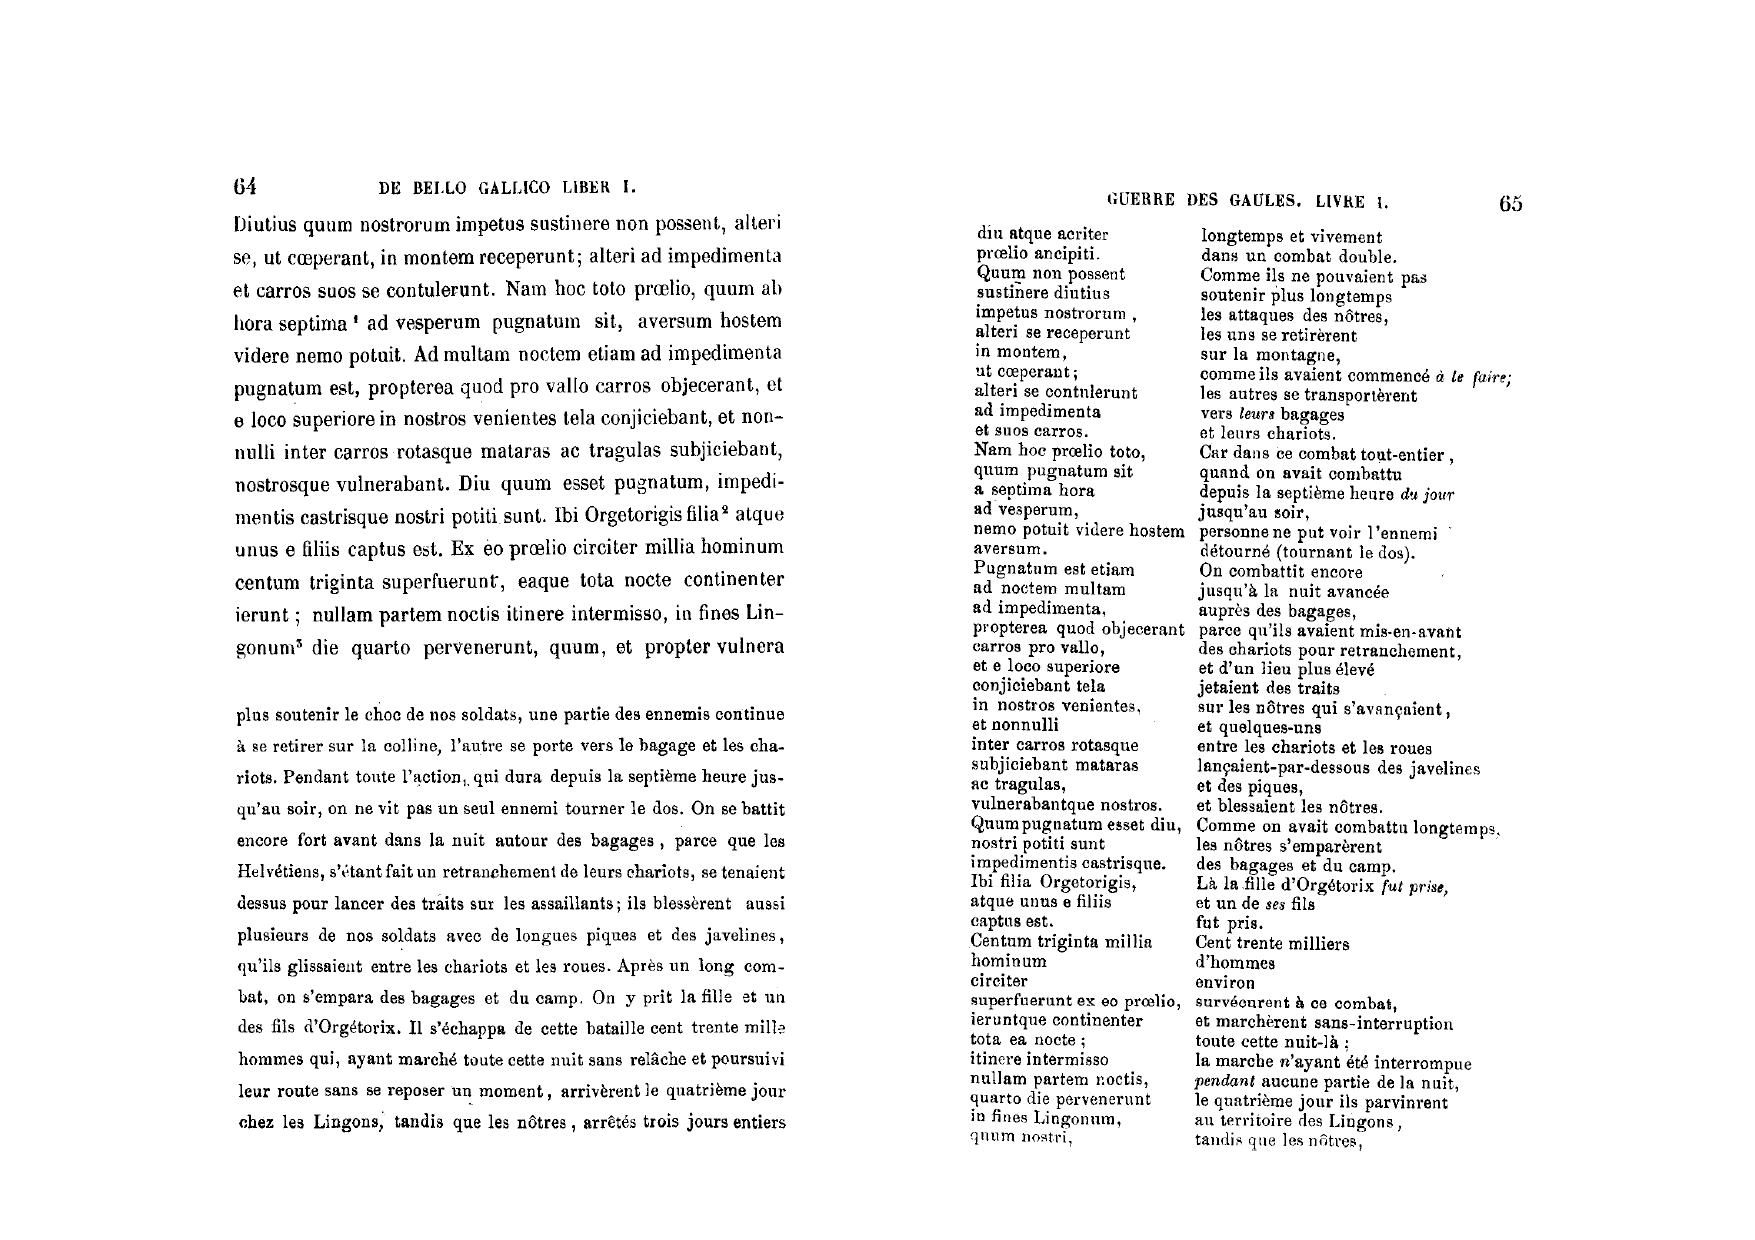 64 DE BELLO GALLICO LIBER I.
Diutius quum nostrorum impetus sustinere non possent, alteri
se, ut cœperant, in montem receperunt; alteri ad impedimenta
et carros suos se contulerunt. Nam hoc toto prœlio, quum ab
hora septima¹ ad vesperum pugnatum sit, aversum hostem
videre nemo potuit. Ad multam noctem etiam ad impedimenta
pugnatum est, propterea quod pro vallo carros objecerant, et
e loco superiore in nostros venientes tela conjiciebant, et non-
nulli inter carros rotasque mataras ac tragulas subjiciebant,
nostrosque vulnerabant. Diu quum esset pugnatum, impedi-
mentis castrisque nostri potiti sunt. Ibi Orgetorigis filia² atque
unus e filiis captus est. Ex eo prœlio circiter millia hominum
centum triginta superfuerunt, eaque tota nocte continenter
ierunt ; nullam partem noctis itinere intermisso, in fines Lin-
gonum³ die quarto pervenerunt, quum, et propter vulnera
plus soutenir le choc de nos soldats, une partie des ennemis continue
à se retirer sur la colline, l'autre se porte vers le bagage et les cha-
riots. Pendant toute l'action, qui dura depuis la septième heure jus-
qu'au soir, on ne vit pas un seul ennemi tourner le dos. On se battit
encore fort avant dans la nuit autour des bagages , parce que les
Helvétiens, s'étant fait un retranchement de leurs chariots, se tenaient
dessus pour lancer des traits sur les assaillants ; ils blessèrent aussi
plusieurs de nos soldats avec de longues piques et des javelines,
qu'ils glissaient entre les chariots et les roues. Après un long com-
bat, on s'empara des bagages et du camp. On y prit la fille et un
des fils d'Orgétorix. Il s'échappa de cette bataille cent trente mille
hommes qui, ayant marché toute cette nuit sans relâche et poursuivi
leur route sans se reposer un moment, arrivèrent le quatrième jour
chez les Lingons, tandis que les nôtres, arrêtés trois jours entiers
GUERRE DES GAULES. LIVRE I. 65
diu atque acriter longtemps et vivement
prœlio ancipiti. dans un combat double.
Quum non possent Comme ils ne pouvaient pas
sustinere diutius soutenir plus longtemps
impetus nostrorum , les attaques des nôtres,
alteri se receperunt les uns se retirèrent
in montem, sur la montagne,
ut cœperant ; comme ils avaient commencé à le faire;
alteri se contulerunt les autres se transportèrent
ad impedimenta vers leurs bagages
et suos carros. et leurs chariots.
Nam hoc prœlio toto, Car dans ce combat tout-entier ,
quum pugnatum sit quand on avait combattu
a septima hora depuis la septième heure du jour
ad vesperum, jusqu'au soir,
nemo potuit videre hostem personne ne put voir l'ennemi
aversum. détourné (tournant le dos).
Pugnatum est etiam On combattit encore
ad noctem multam jusqu'à la nuit avancée
ad impedimenta, auprès des bagages,
propterea quod objecerant parce qu'ils avaient mis-en-avant
carros pro vallo, des chariots pour retranchement,
et e loco superiore et d'un lieu plus élevé
conjiciebant tela jetaient des traits
in nostros venientes, sur les nôtres qui s'avançaient,
et nonnulli et quelques-uns
inter carros rotasque entre les chariots et les roues
subjiciebant mataras lançaient-par-dessous des javelines
ac tragulas, et des piques,
vulnerabantque nostros. et blessaient les nôtres.
Quum pugnatum esset diu, Comme on avait combattu longtemps,
nostri potiti sunt les nôtres s'emparèrent
impedimentis castrisque. des bagages et du camp.
Ibi filia Orgetorigis, Là la fille d'Orgétorix fut prise,
atque unus e filiis et un de ses fils
captus est. fut pris.
Centum triginta millia Cent trente milliers
hominum d'hommes
circiter environ
superfuerunt ex eo prœlio, survécurent à ce combat,
ieruntque continenter et marchèrent sans-interruption
tota ea nocte ; toute cette nuit-là ;
itinere intermisso la marche n'ayant été interrompue
nullam partem noctis, pendant aucune partie de la nuit,
quarto die pervenerunt le quatrième jour ils parvinrent
in fines Lingonum, au territoire des Lingons,
quum nostri, tandis que les nôtres,